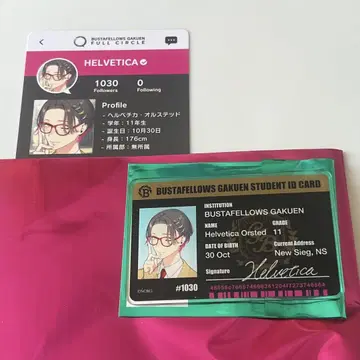 BUSTAFELLOWS GAKUEN
FULL CIRCLE
HELVETICA
1030
Followers
0
Following
Profile
- ヘルベチカ・オルステッド
- 学年：11年生
- 誕生日：10月30日
- 身長：176cm
- 所属部：無所属
BUSTAFELLOWS GAKUEN STUDENT ID CARD
INSTITUTION
BUSTAFELLOWS GAKUEN
NAME
Helvetica Orsted
GRADE
11
DATE OF BIRTH
30 Oct
Current Address
New Sieg, NS
Signature
Helvetica
#1030